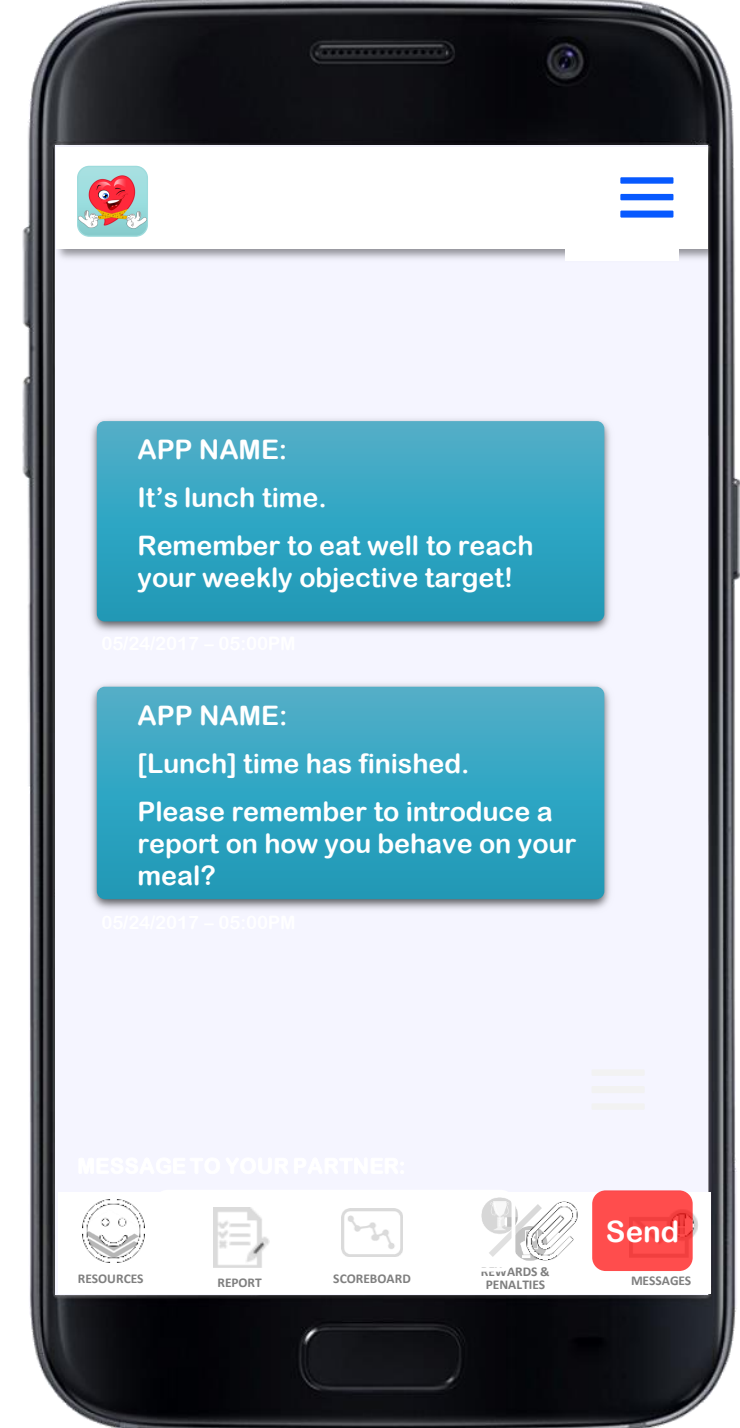 APP NAME:
It’s lunch time.
Remember to eat well to reach
your weekly objective target!
05/24/2017 – 05:00PM
APP NAME:
[Lunch] time has finished.
Please remember to introduce a
report on how you behave on your
meal?
05/24/2017 – 05:00PM
MESSAGE TO YOUR PARTNER:
Send
RESOURCES
REPORT
SCOREBOARD
REWARDS &
PENALTIES
MESSAGES